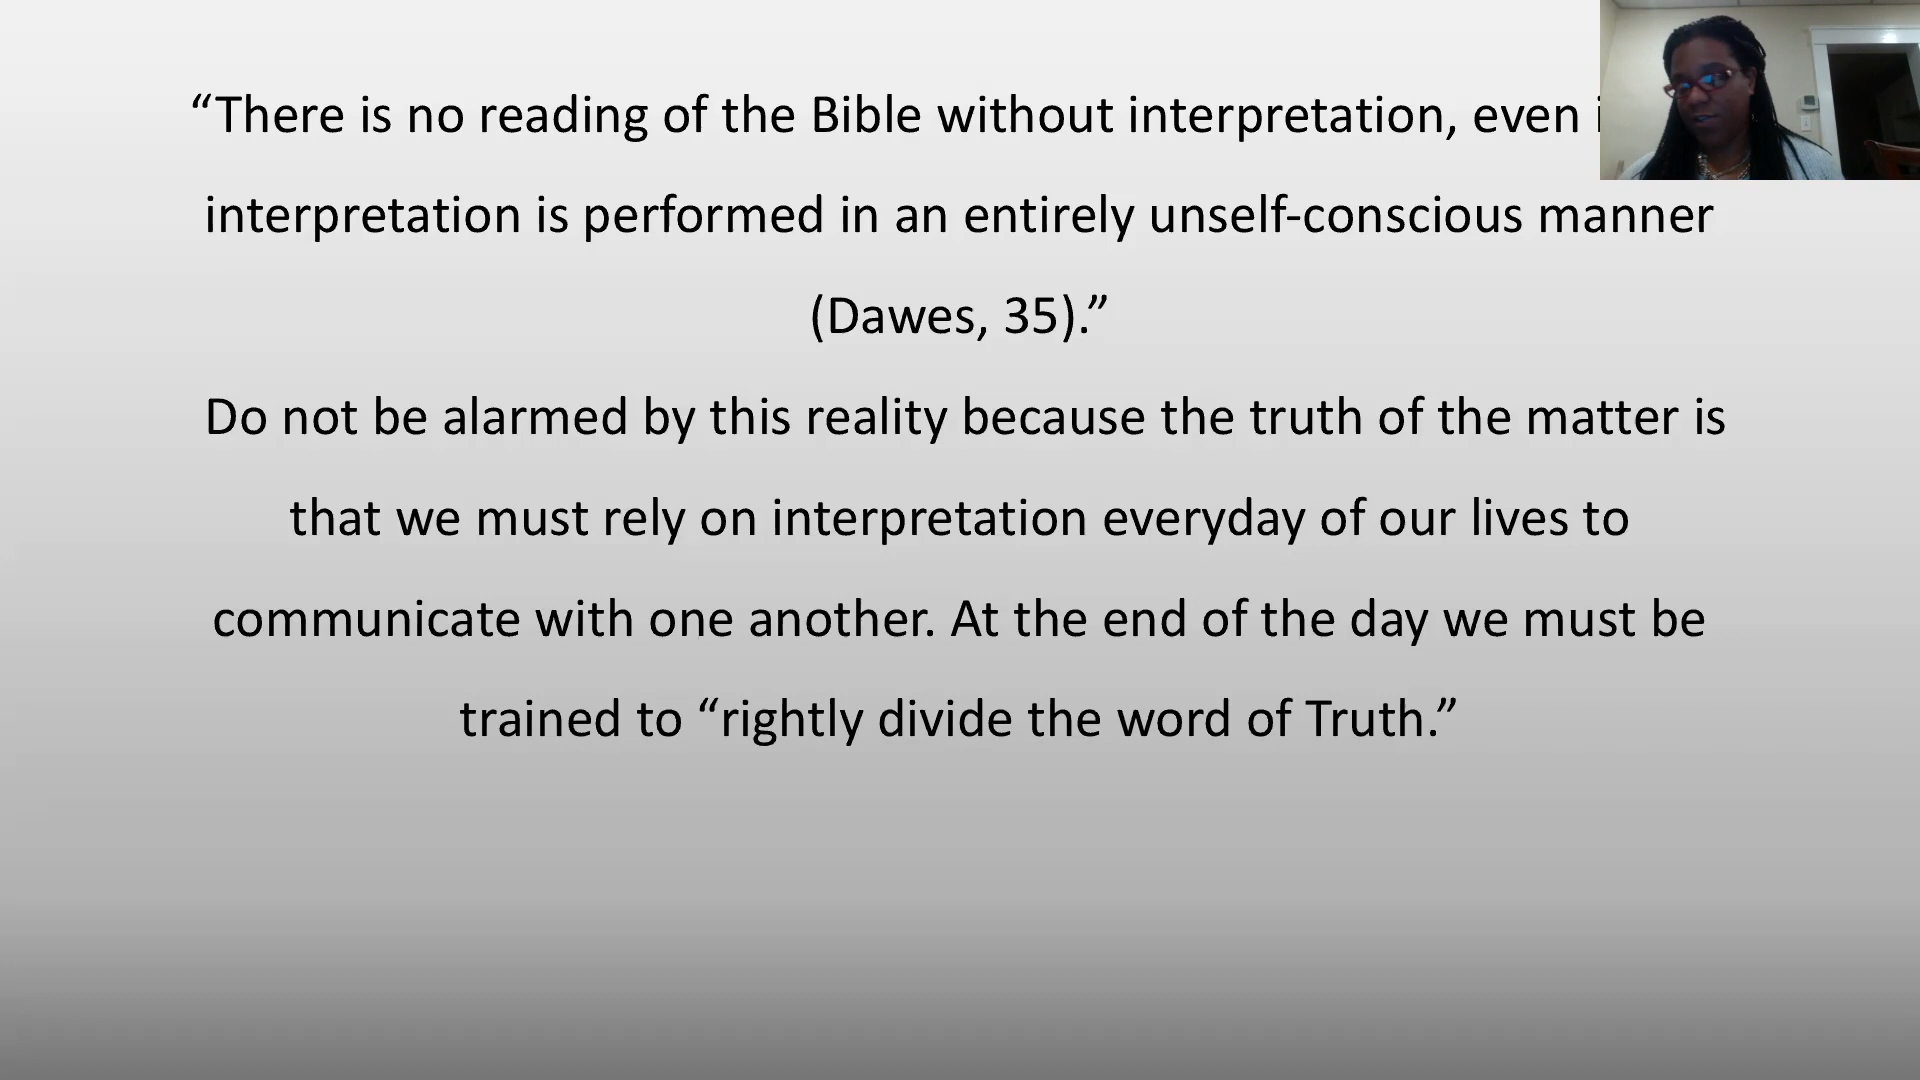 “There is no reading of the Bible without interpretation, even
interpretation is performed in an entirely unself-conscious manner
(Dawes, 35).”
Do not be alarmed by this reality because the truth of the matter is
that we must rely on interpretation everyday of our lives to
communicate with one another. At the end of the day we must be
trained to “rightly divide the word of Truth.”